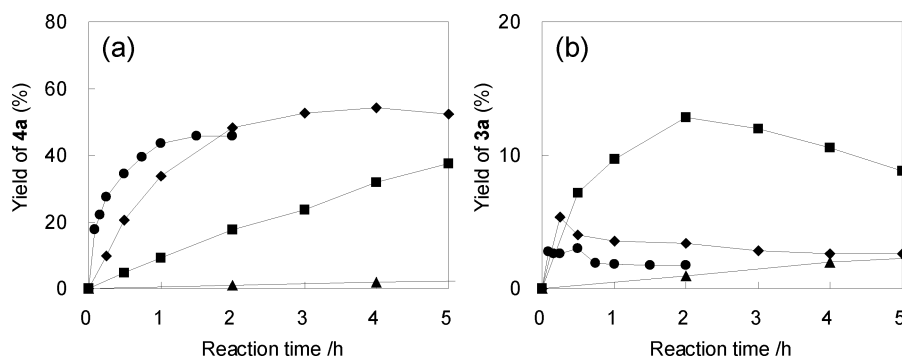 (a)
Yield of 4a (%)
80
60
40
20
0
0 1 2 3 4 5
Reaction time /h
(b)
Yield of 3a (%)
20
10
0
0 1 2 3 4 5
Reaction time /h